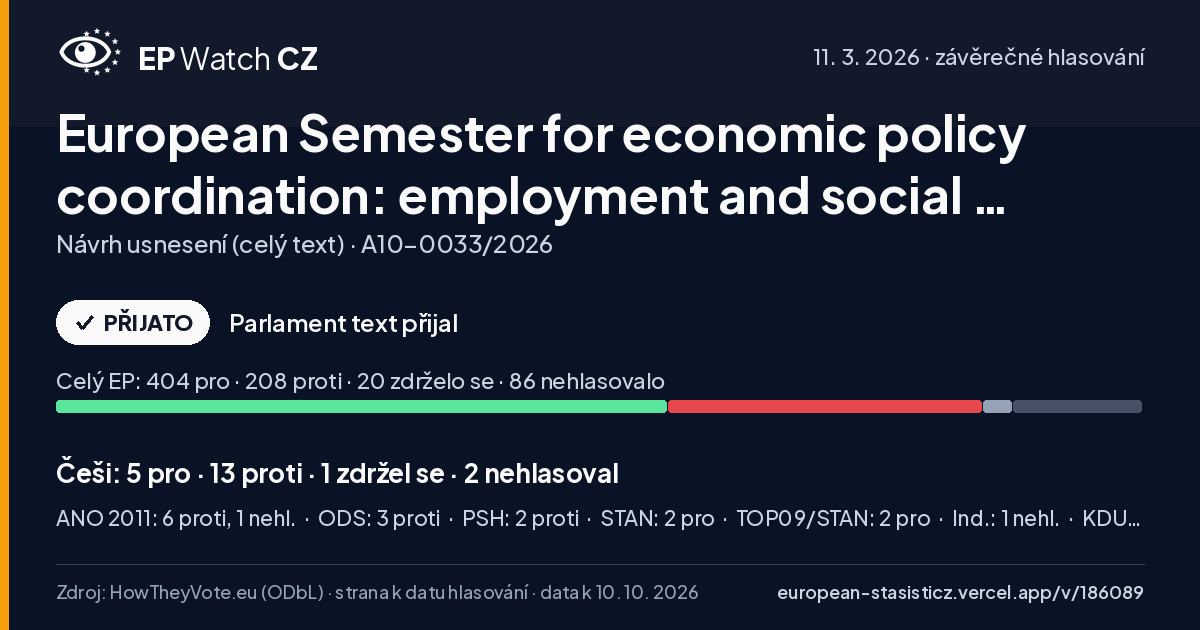 EP Watch CZ
11. 3. 2026 · závěrečné hlasování
European Semester for economic policy
coordination: employment and social …
Návrh usnesení (celý text) · A10-0033/2026
✓ PŘIJATO
Parlament text přijal
Celý EP: 404 pro · 208 proti · 20 zdrželo se · 86 nehlasovalo
Češi: 5 pro · 13 proti · 1 zdržel se · 2 nehlasoval
ANO 2011: 6 proti, 1 nehl. · ODS: 3 proti · PSH: 2 proti · STAN: 2 pro · TOP09/STAN: 2 pro · Ind.: 1 nehl. · KDU…
Zdroj: HowTheyVote.eu (ODbL) · strana k datu hlasování · data k 10. 10. 2026
european-stasisticz.vercel.app/v/186089